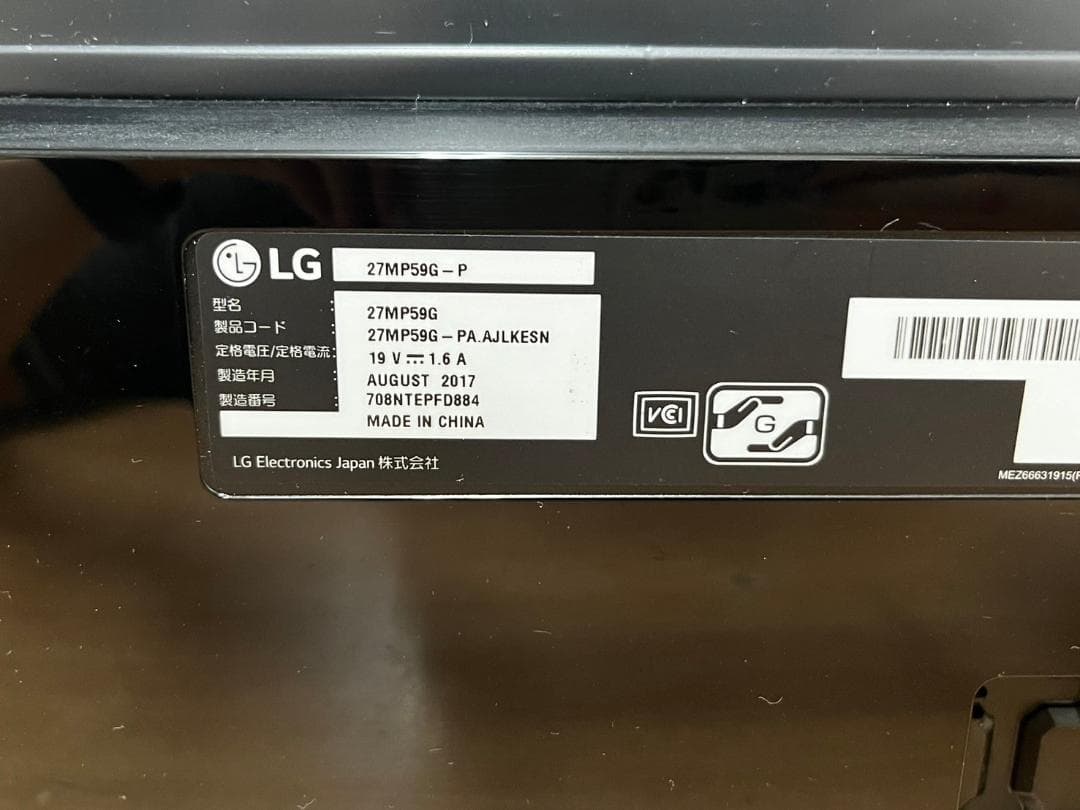 LG 27MP59G-P
型名 : 27MP59G
製品コード : 27MP59G-PA.AJLKESN
定格電圧/定格電流: 19 V ⎓ 1.6 A
製造年月 : AUGUST 2017
製造番号 : 708NTEPFD884
MADE IN CHINA
LG Electronics Japan 株式会社
VCI
G
MEZ66631915(R